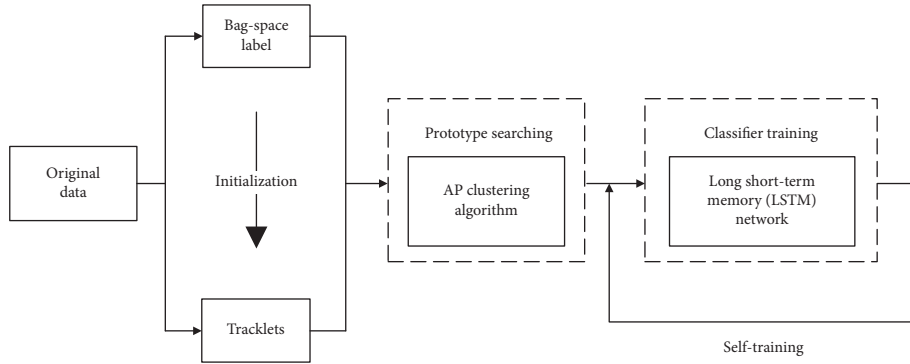 Original
data
Bag-space
label
Initialization
Tracklets
Prototype searching
AP clustering
algorithm
Classifier training
Long short-term
memory (LSTM)
network
Self-training